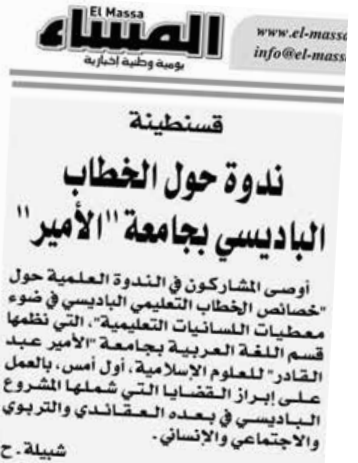 El Massa
المساء
يومية وطنية إخبارية
www.el-massa
info@el-mass
قسنطينة
ندوة حول الخطاب
الباديسي بجامعة "الأمير"
أوصى المشاركون في الندوة العلمية حول
"خصائص الخطاب التعليمي الباديسي في ضوء
معطيات اللسانيات التعليمية"، التي نظمها
قسم اللغة العربية بجامعة "الأمير عبد
القادر" للعلوم الإسلامية، أول أمس، بالعمل
على إبراز القضايا التي شملها المشروع
الباديسي في بعده العقائدي والتربوي
والاجتماعي والإنساني.
شبيلة. ح